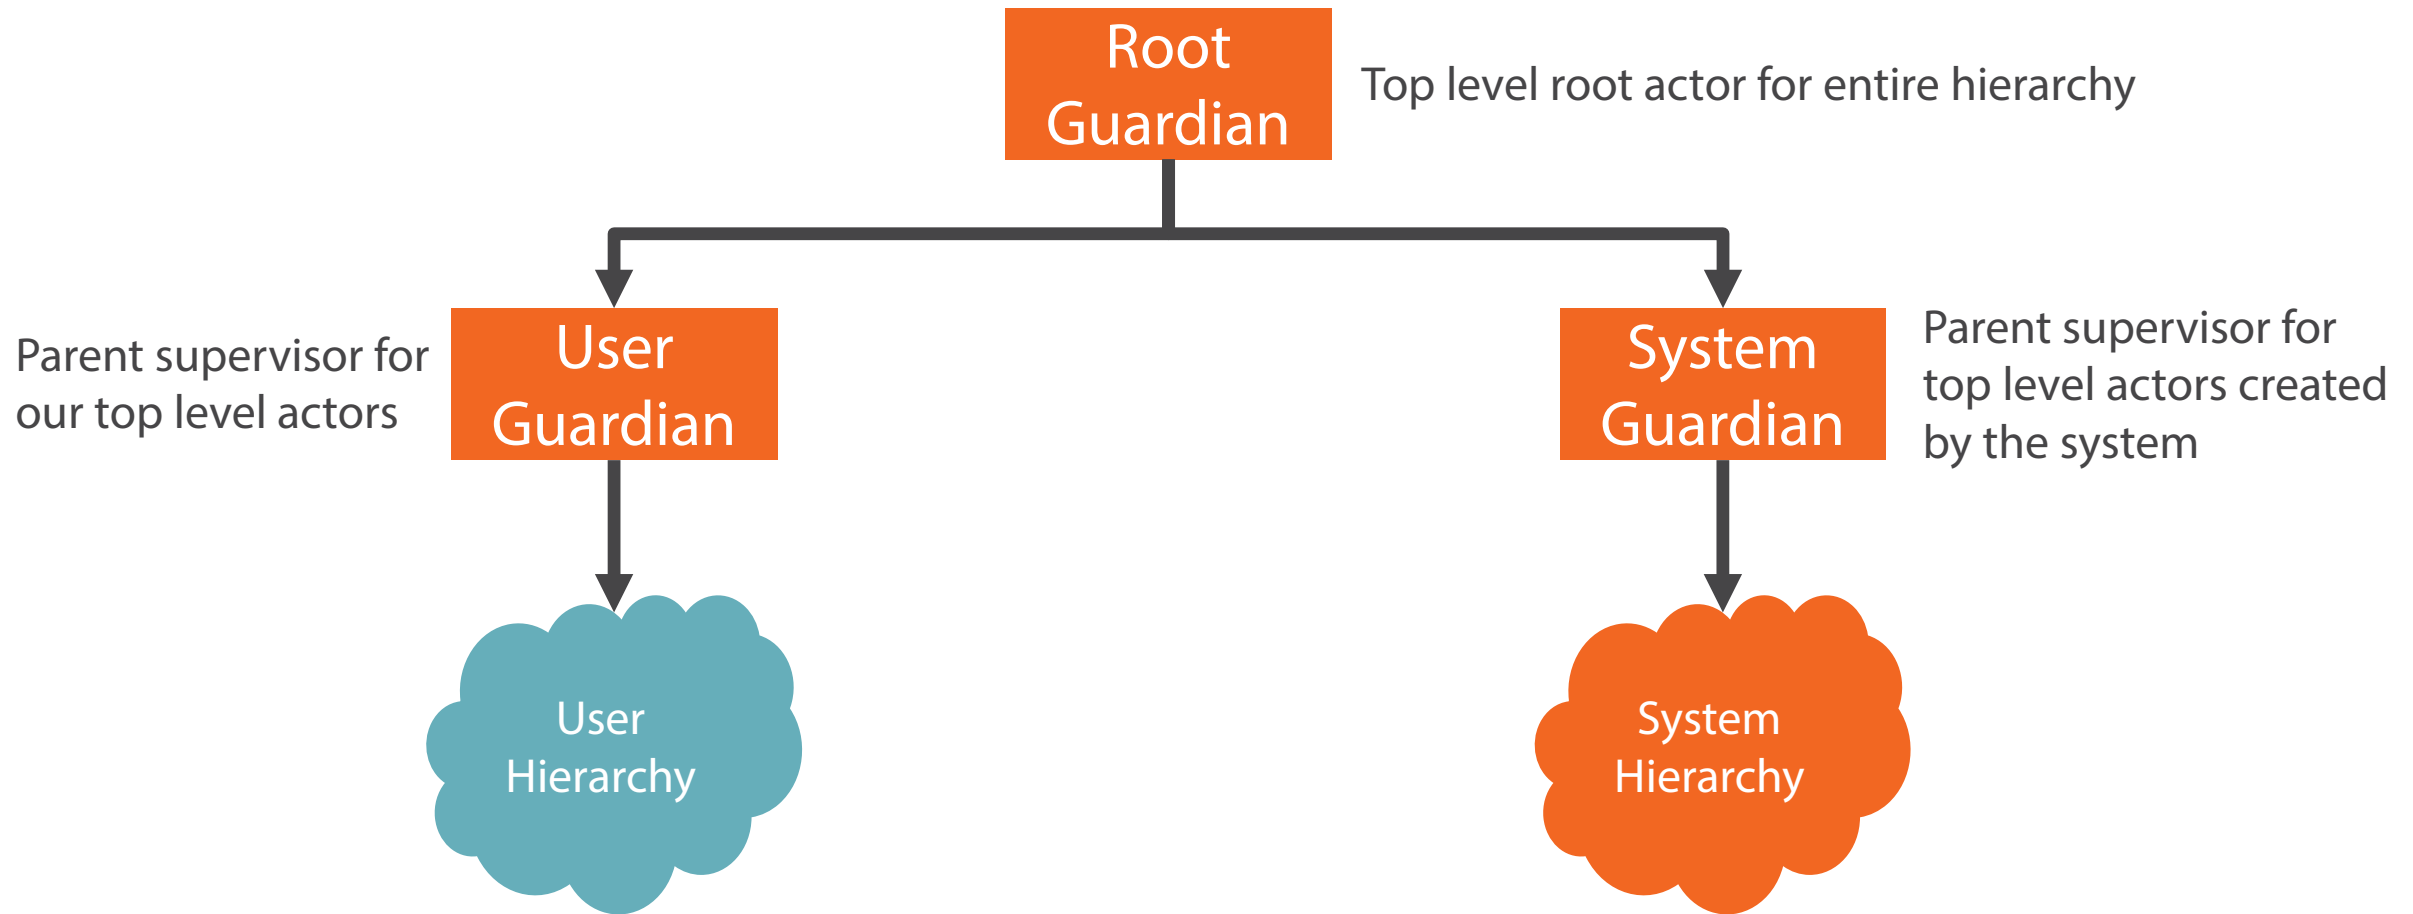 Root
Guardian
Top level root actor for entire hierarchy
Parent supervisor for
our top level actors
User
Guardian
System
Guardian
Parent supervisor for
top level actors created
by the system
User
Hierarchy
System
Hierarchy